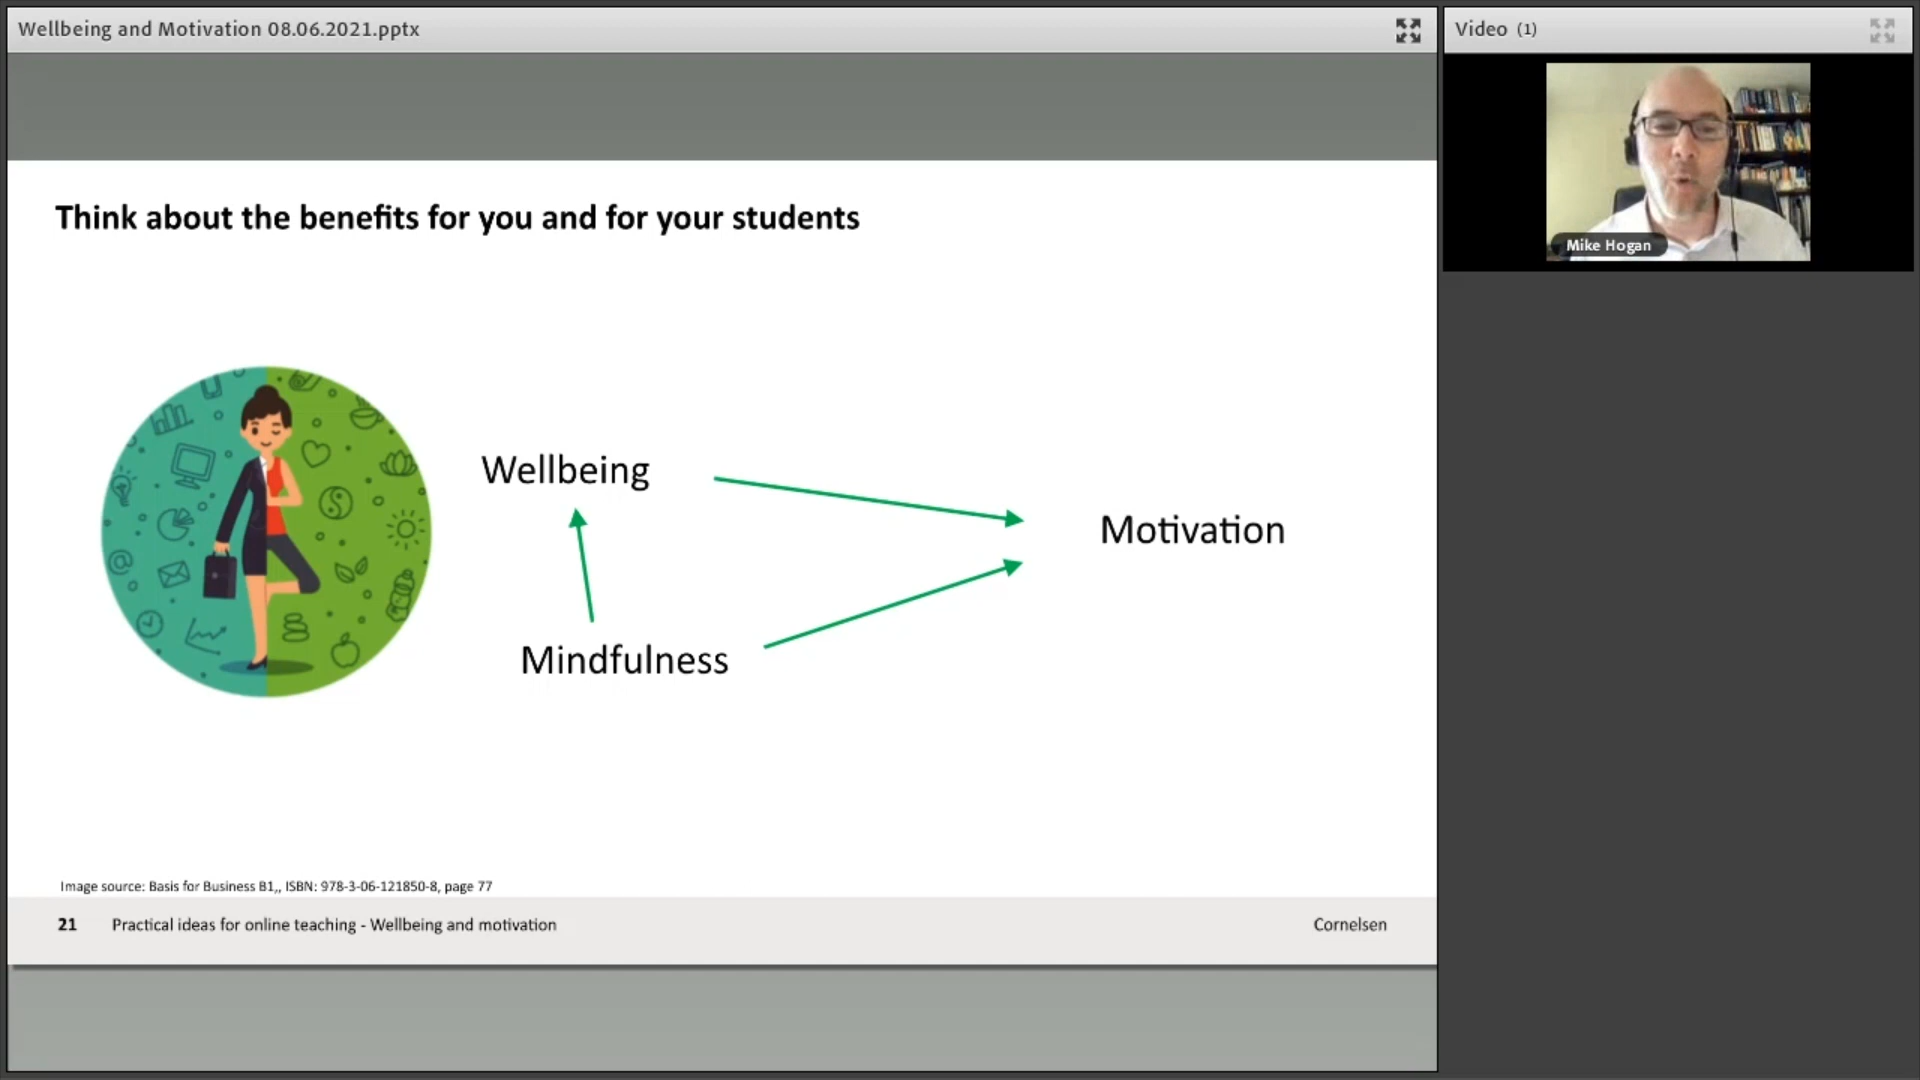 Wellbeing and Motivation 08.06.2021.pptx
Video (1)
Mike Hogan
Think about the benefits for you and for your students
Wellbeing
Motivation
Mindfulness
Image source: Basis for Business B1,, ISBN: 978-3-06-121850-8, page 77
21 Practical ideas for online teaching - Wellbeing and motivation Cornelsen